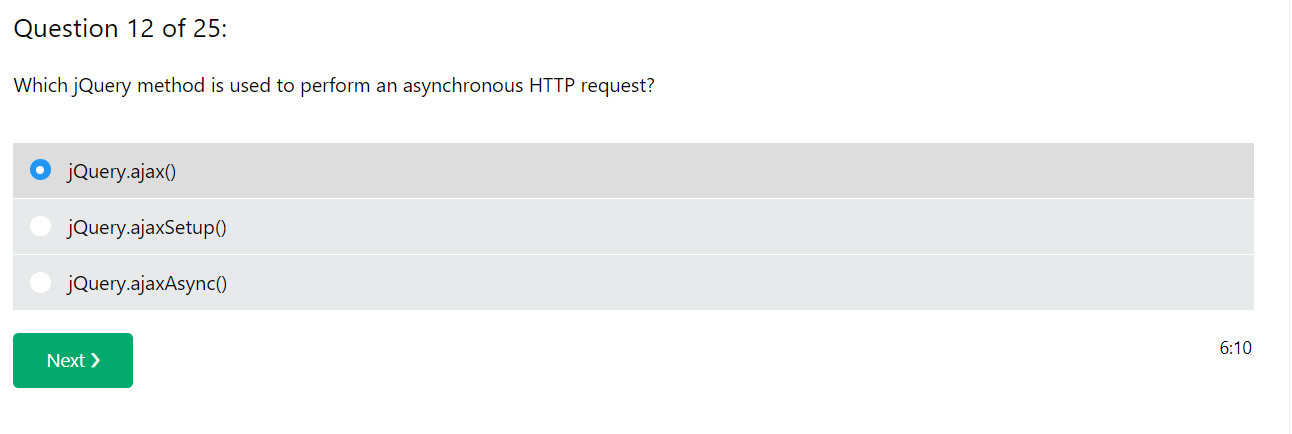 Question 12 of 25:
Which jQuery method is used to perform an asynchronous HTTP request?
jQuery.ajax()
jQuery.ajaxSetup()
jQuery.ajaxAsync()
Next ❯
6:10